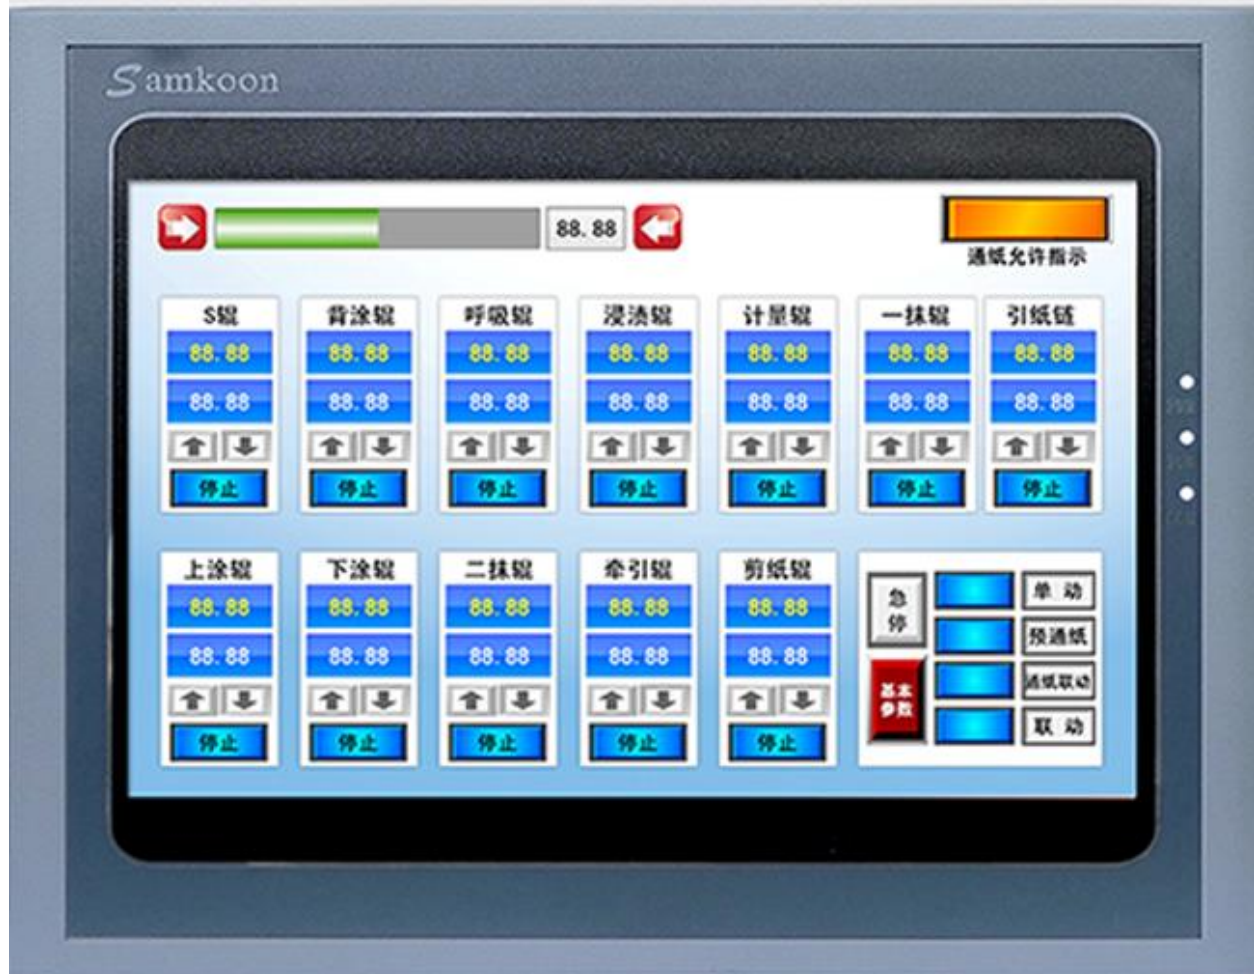 Samkoon
88.88
通纸允许指示
S辊 背涂辊 呼吸辊 浸渍辊 计量辊 一抹辊 引纸链
88.88 88.88 88.88 88.88 88.88 88.88 88.88
88.88 88.88 88.88 88.88 88.88 88.88 88.88
停止 停止 停止 停止 停止 停止 停止
上涂辊 下涂辊 二抹辊 牵引辊 剪纸辊
88.88 88.88 88.88 88.88 88.88
88.88 88.88 88.88 88.88 88.88
停止 停止 停止 停止 停止
急停
基本
参数
单 动
预通纸
通纸联动
联 动